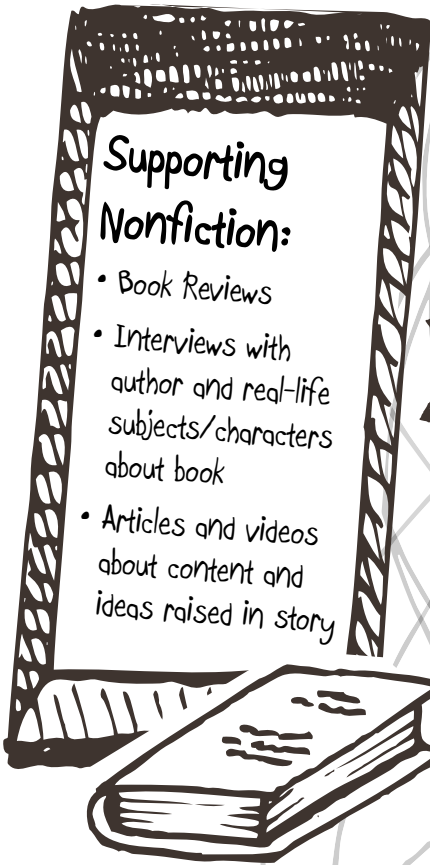 Supporting
Nonfiction:
• Book Reviews
• Interviews with
author and real-life
subjects/characters
about book
• Articles and videos
about content and
ideas raised in story